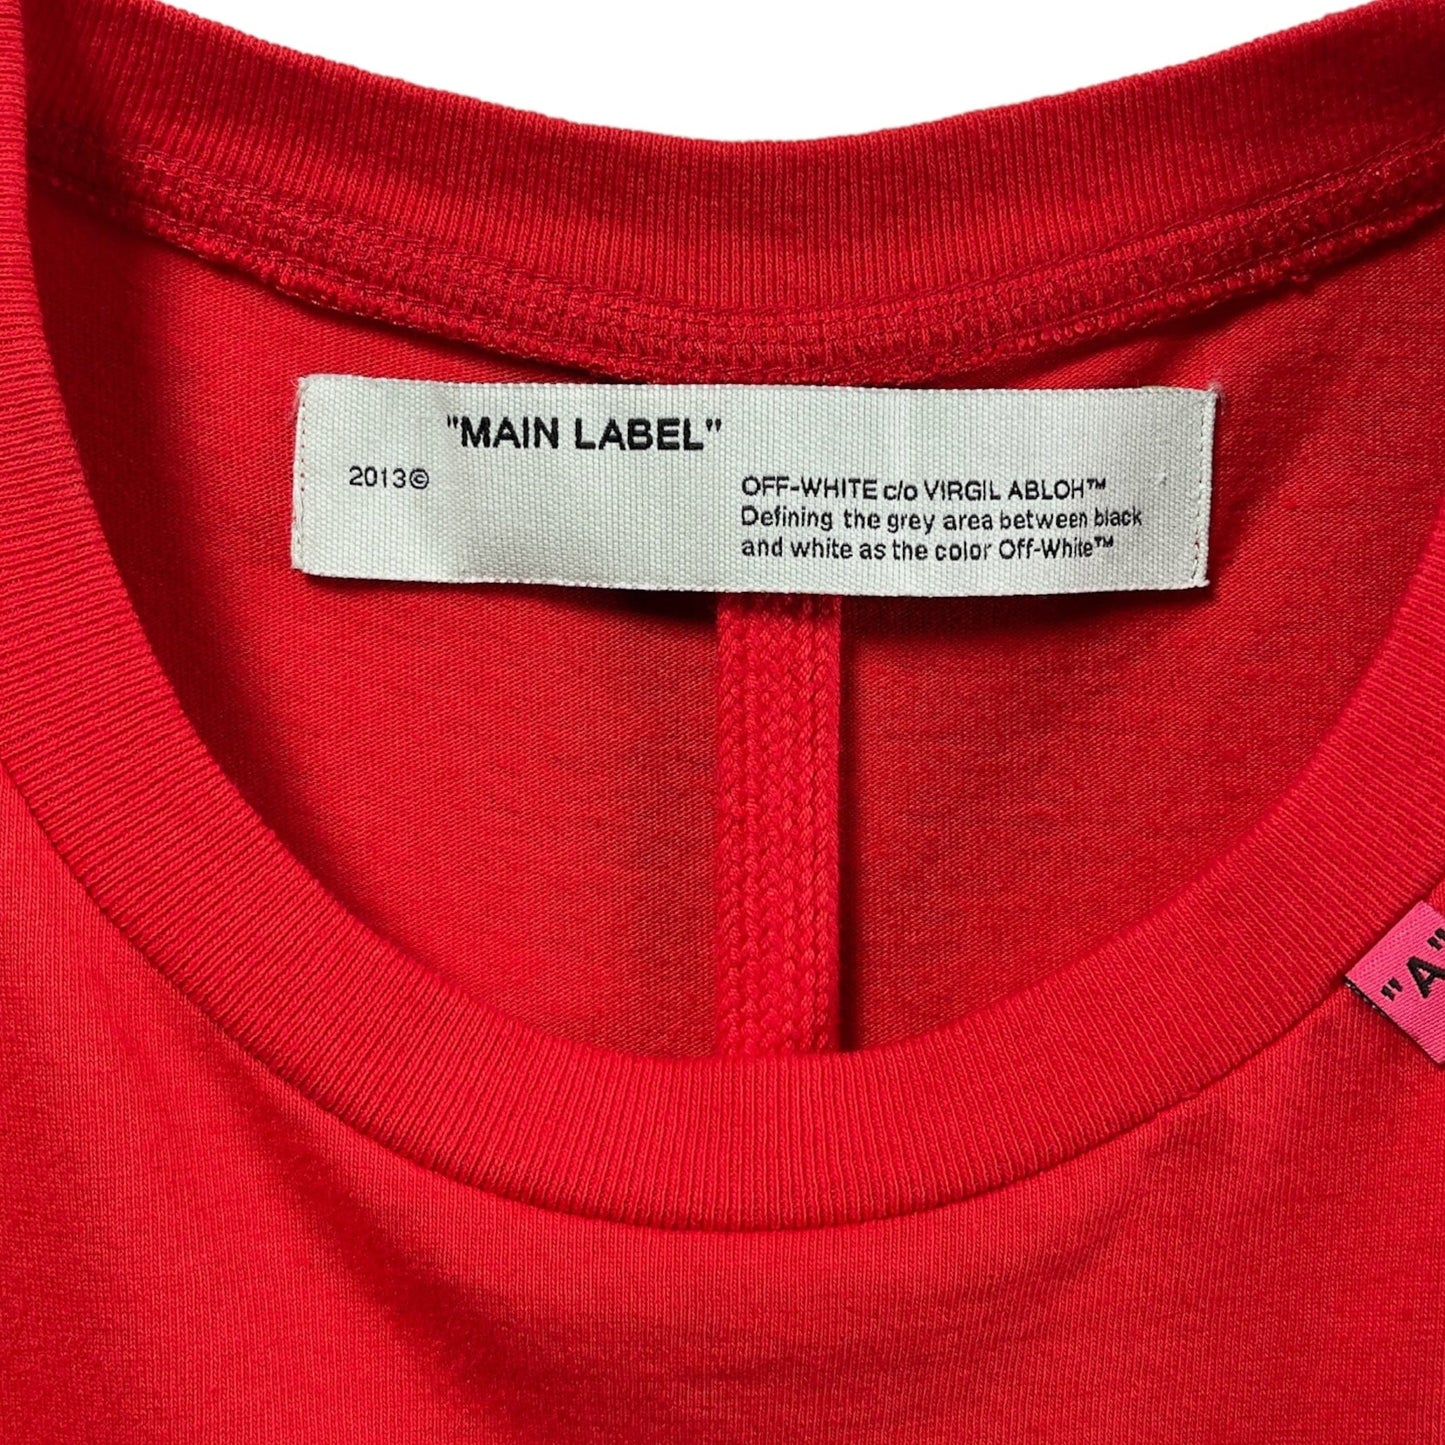 "MAIN LABEL"
2013©
OFF-WHITE c/o VIRGIL ABLOH™
Defining the grey area between black
and white as the color Off-White™
"A"